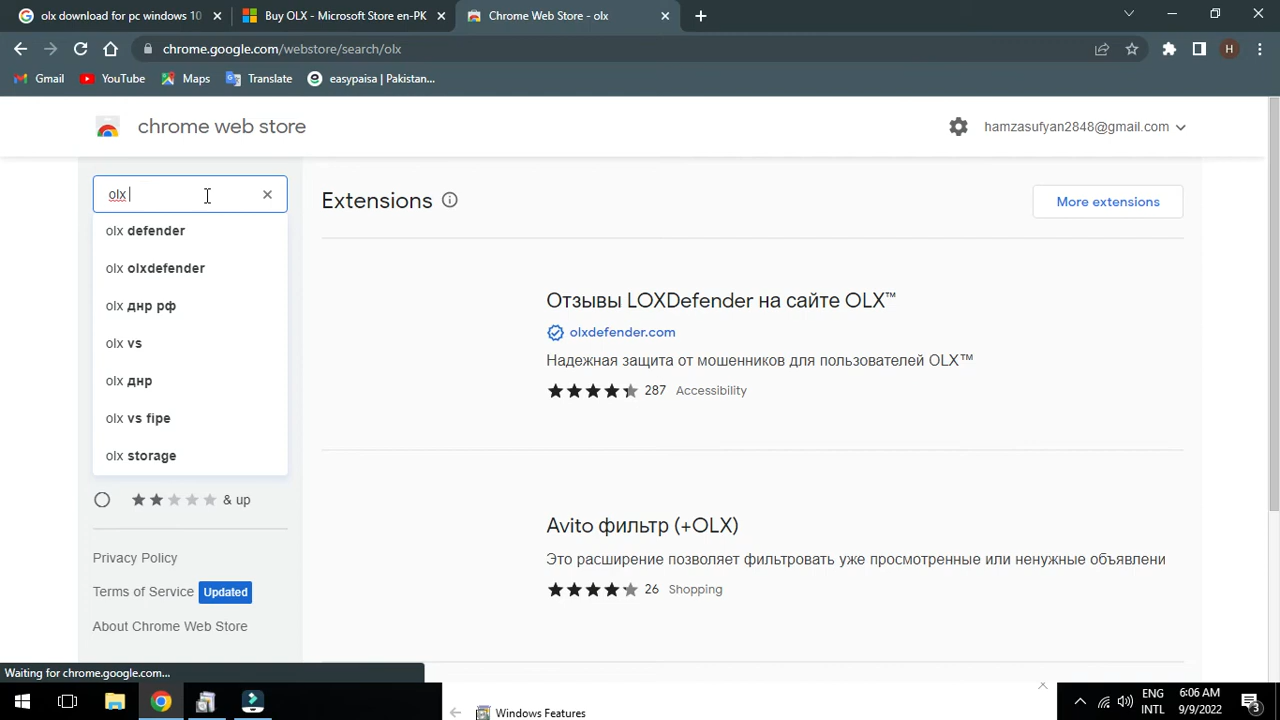 olx download for pc windows 10
Buy OLX - Microsoft Store en-PK
Chrome Web Store - olx
chrome.google.com/webstore/search/olx
H
Gmail
YouTube
Maps
Translate
easypaisa | Pakistan...
chrome web store
hamzasufyan2848@gmail.com
olx
olx defender
olx olxdefender
olx днр рф
olx vs
olx днр
olx vs fipe
olx storage
& up
Privacy Policy
Terms of Service Updated
About Chrome Web Store
Extensions
More extensions
Отзывы LOXDefender на сайте OLX™
olxdefender.com
Надежная защита от мошенников для пользователей OLX™
287 Accessibility
Avito фильтр (+OLX)
Это расширение позволяет фильтровать уже просмотренные или ненужные объявлени
26 Shopping
Waiting for chrome.google.com...
Windows Features
ENG
INTL
6:06 AM
9/9/2022
3